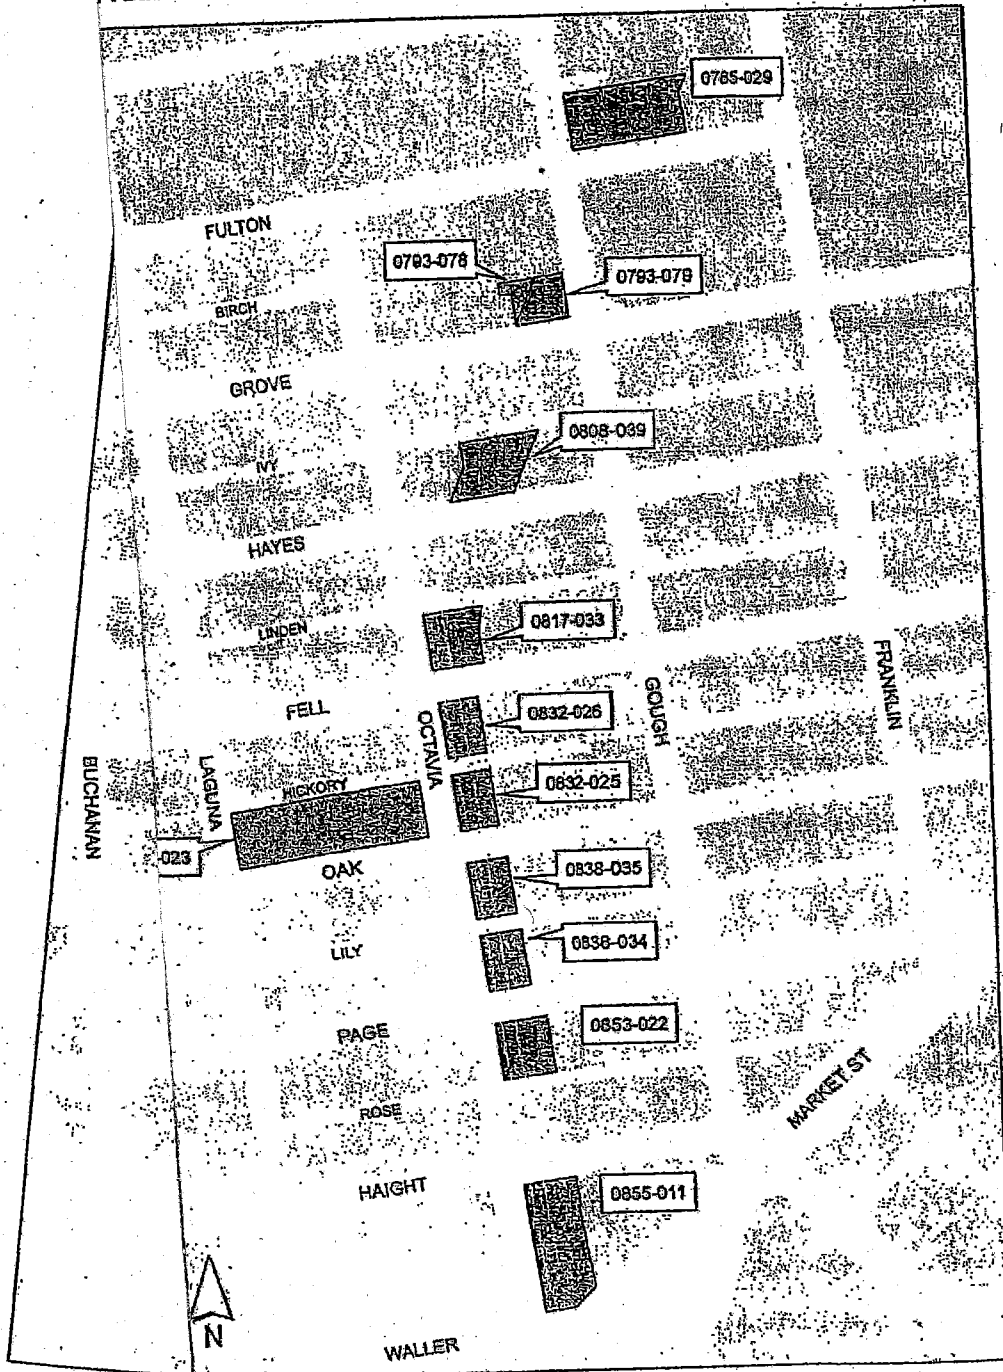 0785-029
FULTON
0793-078
0793-079
BIRCH
GROVE
0808-039
IVY
HAYES
0817-033
LINDEN
FELL
0832-026
OCTAVIA
GOUGH
FRANKLIN
BUCHANAN
LAGUNA
HICKORY
0832-025
-023
OAK
0838-035
LILY
0838-034
PAGE
0853-022
MARKET ST
ROSE
HAIGHT
0855-011
N
WALLER